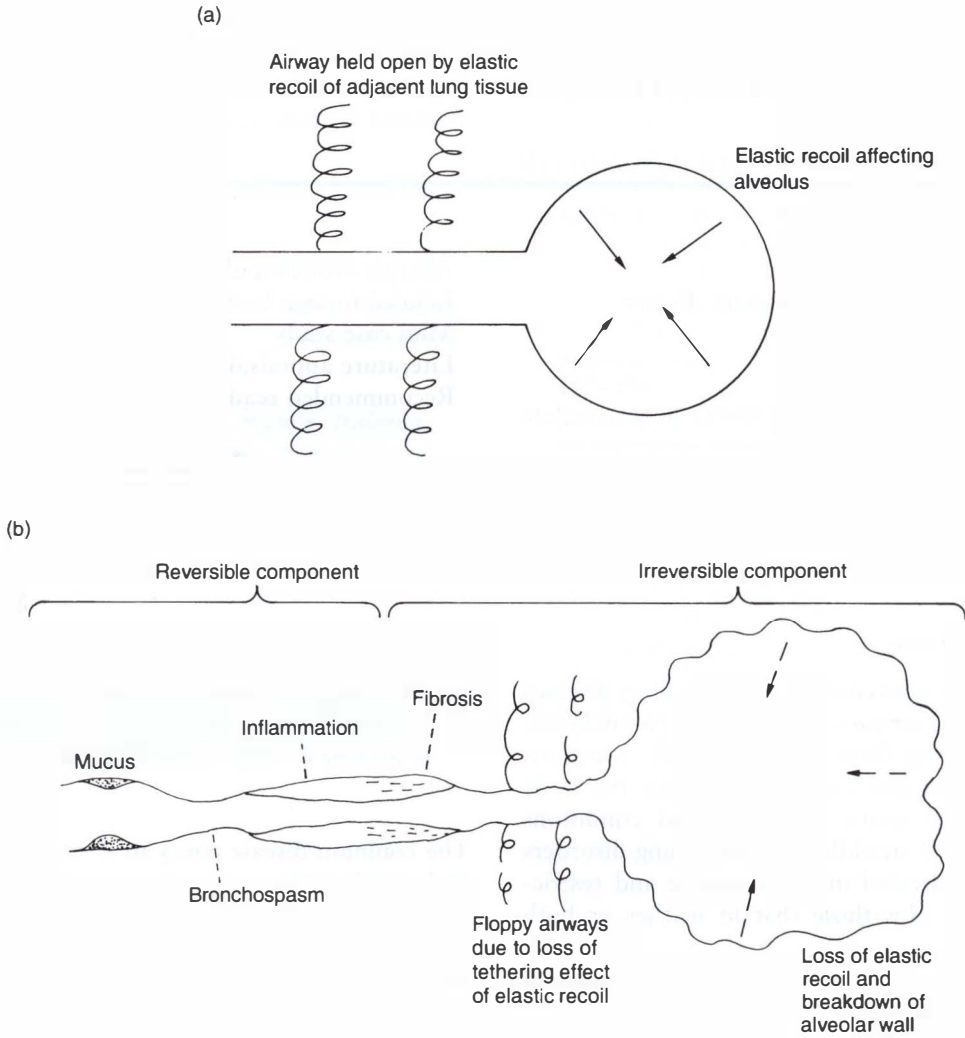 (a)
Airway held open by elastic
recoil of adjacent lung tissue
Elastic recoil affecting
alveolus
(b)
Reversible component
Irreversible component
Fibrosis
Inflammation
Mucus
Bronchospasm
Floppy airways
due to loss of
tethering effect
of elastic recoil
Loss of elastic
recoil and
breakdown of
alveolar wall